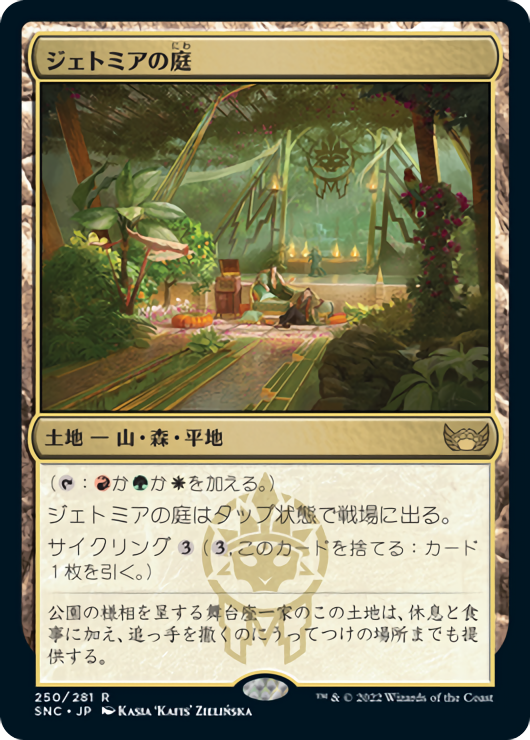 にわ
ジェトミアの庭
土地 — 山・森・平地
(：か か を加える。)
ジェトミアの庭はタップ状態で戦場に出る。
サイクリング3(3,このカードを捨てる：カード
1枚を引く。)
公園の様相を呈する舞台座一家のこの土地は、休息と食
事に加え、追っ手を撒くのにうってつけの場所までも提
供する。
250/281 R
SNC • JP Kasia 'Kafis' Zielińska
™ & © 2022 Wizards of the Coast